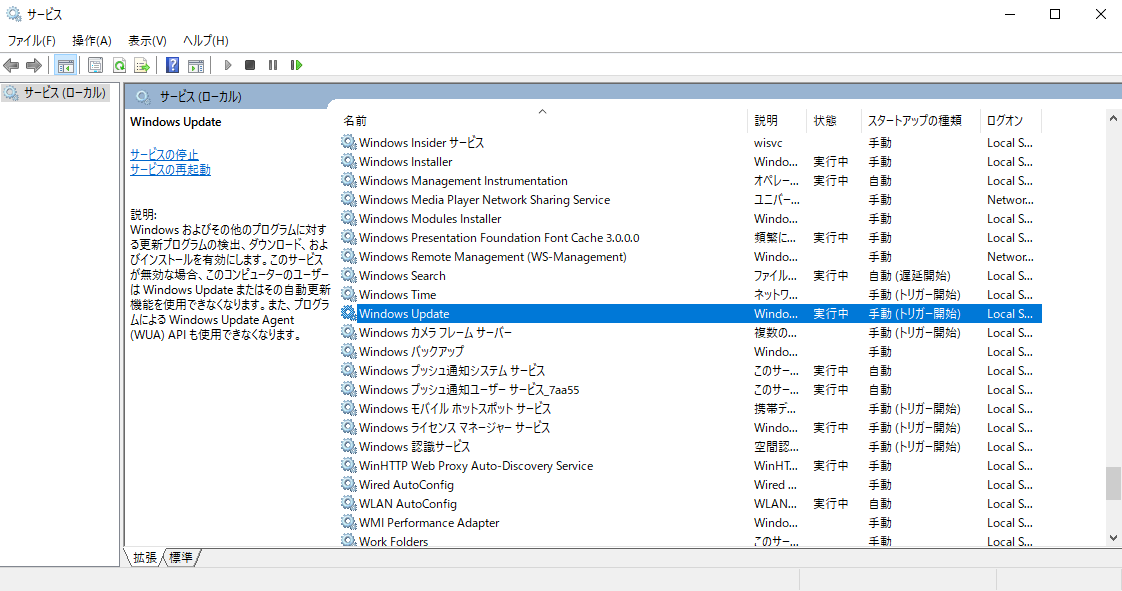 サービス
ファイル(F) 操作(A) 表示(V) ヘルプ(H)
サービス (ローカル)
サービス (ローカル)
Windows Update
サービスの停止
サービスの再起動
説明:
Windows およびその他のプログラムに対す
る更新プログラムの検出、ダウンロード、およ
びインストールを有効にします。このサービス
が無効な場合、このコンピューターのユーザー
は Windows Update またはその自動更新
機能を使用できなくなります。また、プログラ
ムによる Windows Update Agent
(WUA) API も使用できなくなります。
名前 説明 状態 スタートアップの種類 ログオン
Windows Insider サービス wisvc 手動 Local S...
Windows Installer Windo... 実行中 手動 Local S...
Windows Management Instrumentation オペレー... 実行中 自動 Local S...
Windows Media Player Network Sharing Service ユニバー... 手動 Networ...
Windows Modules Installer Windo... 手動 Local S...
Windows Presentation Foundation Font Cache 3.0.0.0 頻繁に... 実行中 手動 Local S...
Windows Remote Management (WS-Management) Windo... 手動 Networ...
Windows Search ファイル... 実行中 自動 (遅延開始) Local S...
Windows Time ネットワ... 手動 (トリガー開始) Local S...
Windows Update Windo... 実行中 手動 (トリガー開始) Local S...
Windows カメラ フレーム サーバー 複数の... 手動 (トリガー開始) Local S...
Windows バックアップ Windo... 手動 Local S...
Windows プッシュ通知システム サービス このサー... 実行中 自動 Local S...
Windows プッシュ通知ユーザー サービス_7aa55 このサー... 実行中 自動 Local S...
Windows モバイル ホットスポット サービス 携帯デ... 手動 (トリガー開始) Local S...
Windows ライセンス マネージャー サービス Windo... 実行中 手動 (トリガー開始) Local S...
Windows 認識サービス 空間認... 手動 (トリガー開始) Local S...
WinHTTP Web Proxy Auto-Discovery Service WinHT... 実行中 手動 Local S...
Wired AutoConfig Wired ... 手動 Local S...
WLAN AutoConfig WLAN... 実行中 自動 Local S...
WMI Performance Adapter Windo... 手動 Local S...
Work Folders このサー... 手動 Local S...
拡張 標準